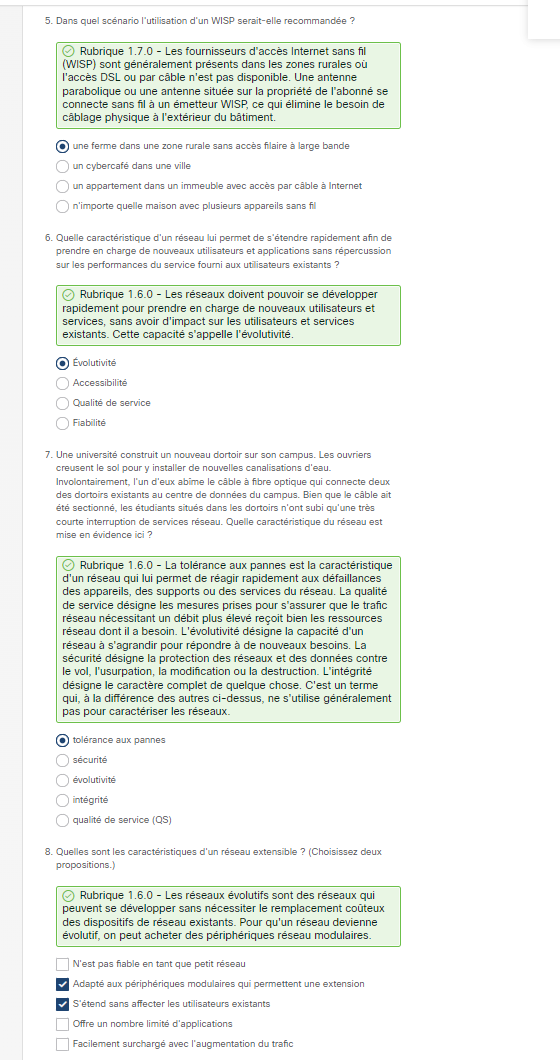 5. Dans quel scénario l'utilisation d'un WISP serait-elle recommandée ?
Rubrique 1.7.0 - Les fournisseurs d'accès Internet sans fil
(WISP) sont généralement présents dans les zones rurales où
l'accès DSL ou par câble n'est pas disponible. Une antenne
parabolique ou une antenne située sur la propriété de l'abonné se
connecte sans fil à un émetteur WISP, ce qui élimine le besoin de
câblage physique à l'extérieur du bâtiment.
une ferme dans une zone rurale sans accès filaire à large bande
un cybercafé dans une ville
un appartement dans un immeuble avec accès par câble à Internet
n'importe quelle maison avec plusieurs appareils sans fil
6. Quelle caractéristique d'un réseau lui permet de s'étendre rapidement afin de
prendre en charge de nouveaux utilisateurs et applications sans répercussion
sur les performances du service fourni aux utilisateurs existants ?
Rubrique 1.6.0 - Les réseaux doivent pouvoir se développer
rapidement pour prendre en charge de nouveaux utilisateurs et
services, sans avoir d'impact sur les utilisateurs et services
existants. Cette capacité s'appelle l'évolutivité.
Évolutivité
Accessibilité
Qualité de service
Fiabilité
7. Une université construit un nouveau dortoir sur son campus. Les ouvriers
creusent le sol pour y installer de nouvelles canalisations d'eau.
Involontairement, l'un d'eux abîme le câble à fibre optique qui connecte deux
des dortoirs existants au centre de données du campus. Bien que le câble ait
été sectionné, les étudiants situés dans les dortoirs n'ont subi qu'une très
courte interruption de services réseau. Quelle caractéristique du réseau est
mise en évidence ici ?
Rubrique 1.6.0 - La tolérance aux pannes est la caractéristique
d'un réseau qui lui permet de réagir rapidement aux défaillances
des appareils, des supports ou des services du réseau. La qualité
de service désigne les mesures prises pour s'assurer que le trafic
réseau nécessitant un débit plus élevé reçoit bien les ressources
réseau dont il a besoin. L'évolutivité désigne la capacité d'un
réseau à s'agrandir pour répondre à de nouveaux besoins. La
sécurité désigne la protection des réseaux et des données contre
le vol, l'usurpation, la modification ou la destruction. L'intégrité
désigne le caractère complet de quelque chose. C'est un terme
qui, à la différence des autres ci-dessus, ne s'utilise généralement
pas pour caractériser les réseaux.
tolérance aux pannes
sécurité
évolutivité
intégrité
qualité de service (QS)
8. Quelles sont les caractéristiques d'un réseau extensible ? (Choisissez deux
propositions.)
Rubrique 1.6.0 - Les réseaux évolutifs sont des réseaux qui
peuvent se développer sans nécessiter le remplacement coûteux
des dispositifs de réseau existants. Pour qu'un réseau devienne
évolutif, on peut acheter des périphériques réseau modulaires.
N'est pas fiable en tant que petit réseau
Adapté aux périphériques modulaires qui permettent une extension
S'étend sans affecter les utilisateurs existants
Offre un nombre limité d'applications
Facilement surchargé avec l'augmentation du trafic